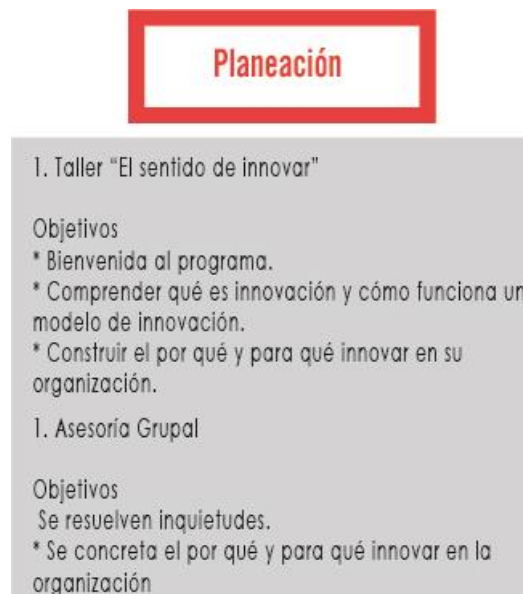 Planeación
1. Taller “El sentido de innovar”
Objetivos
* Bienvenida al programa.
* Comprender qué es innovación y cómo funciona un
modelo de innovación.
* Construir el por qué y para qué innovar en su
organización.
1. Asesoría Grupal
Objetivos
Se resuelven inquietudes.
* Se concreta el por qué y para qué innovar en la
organización